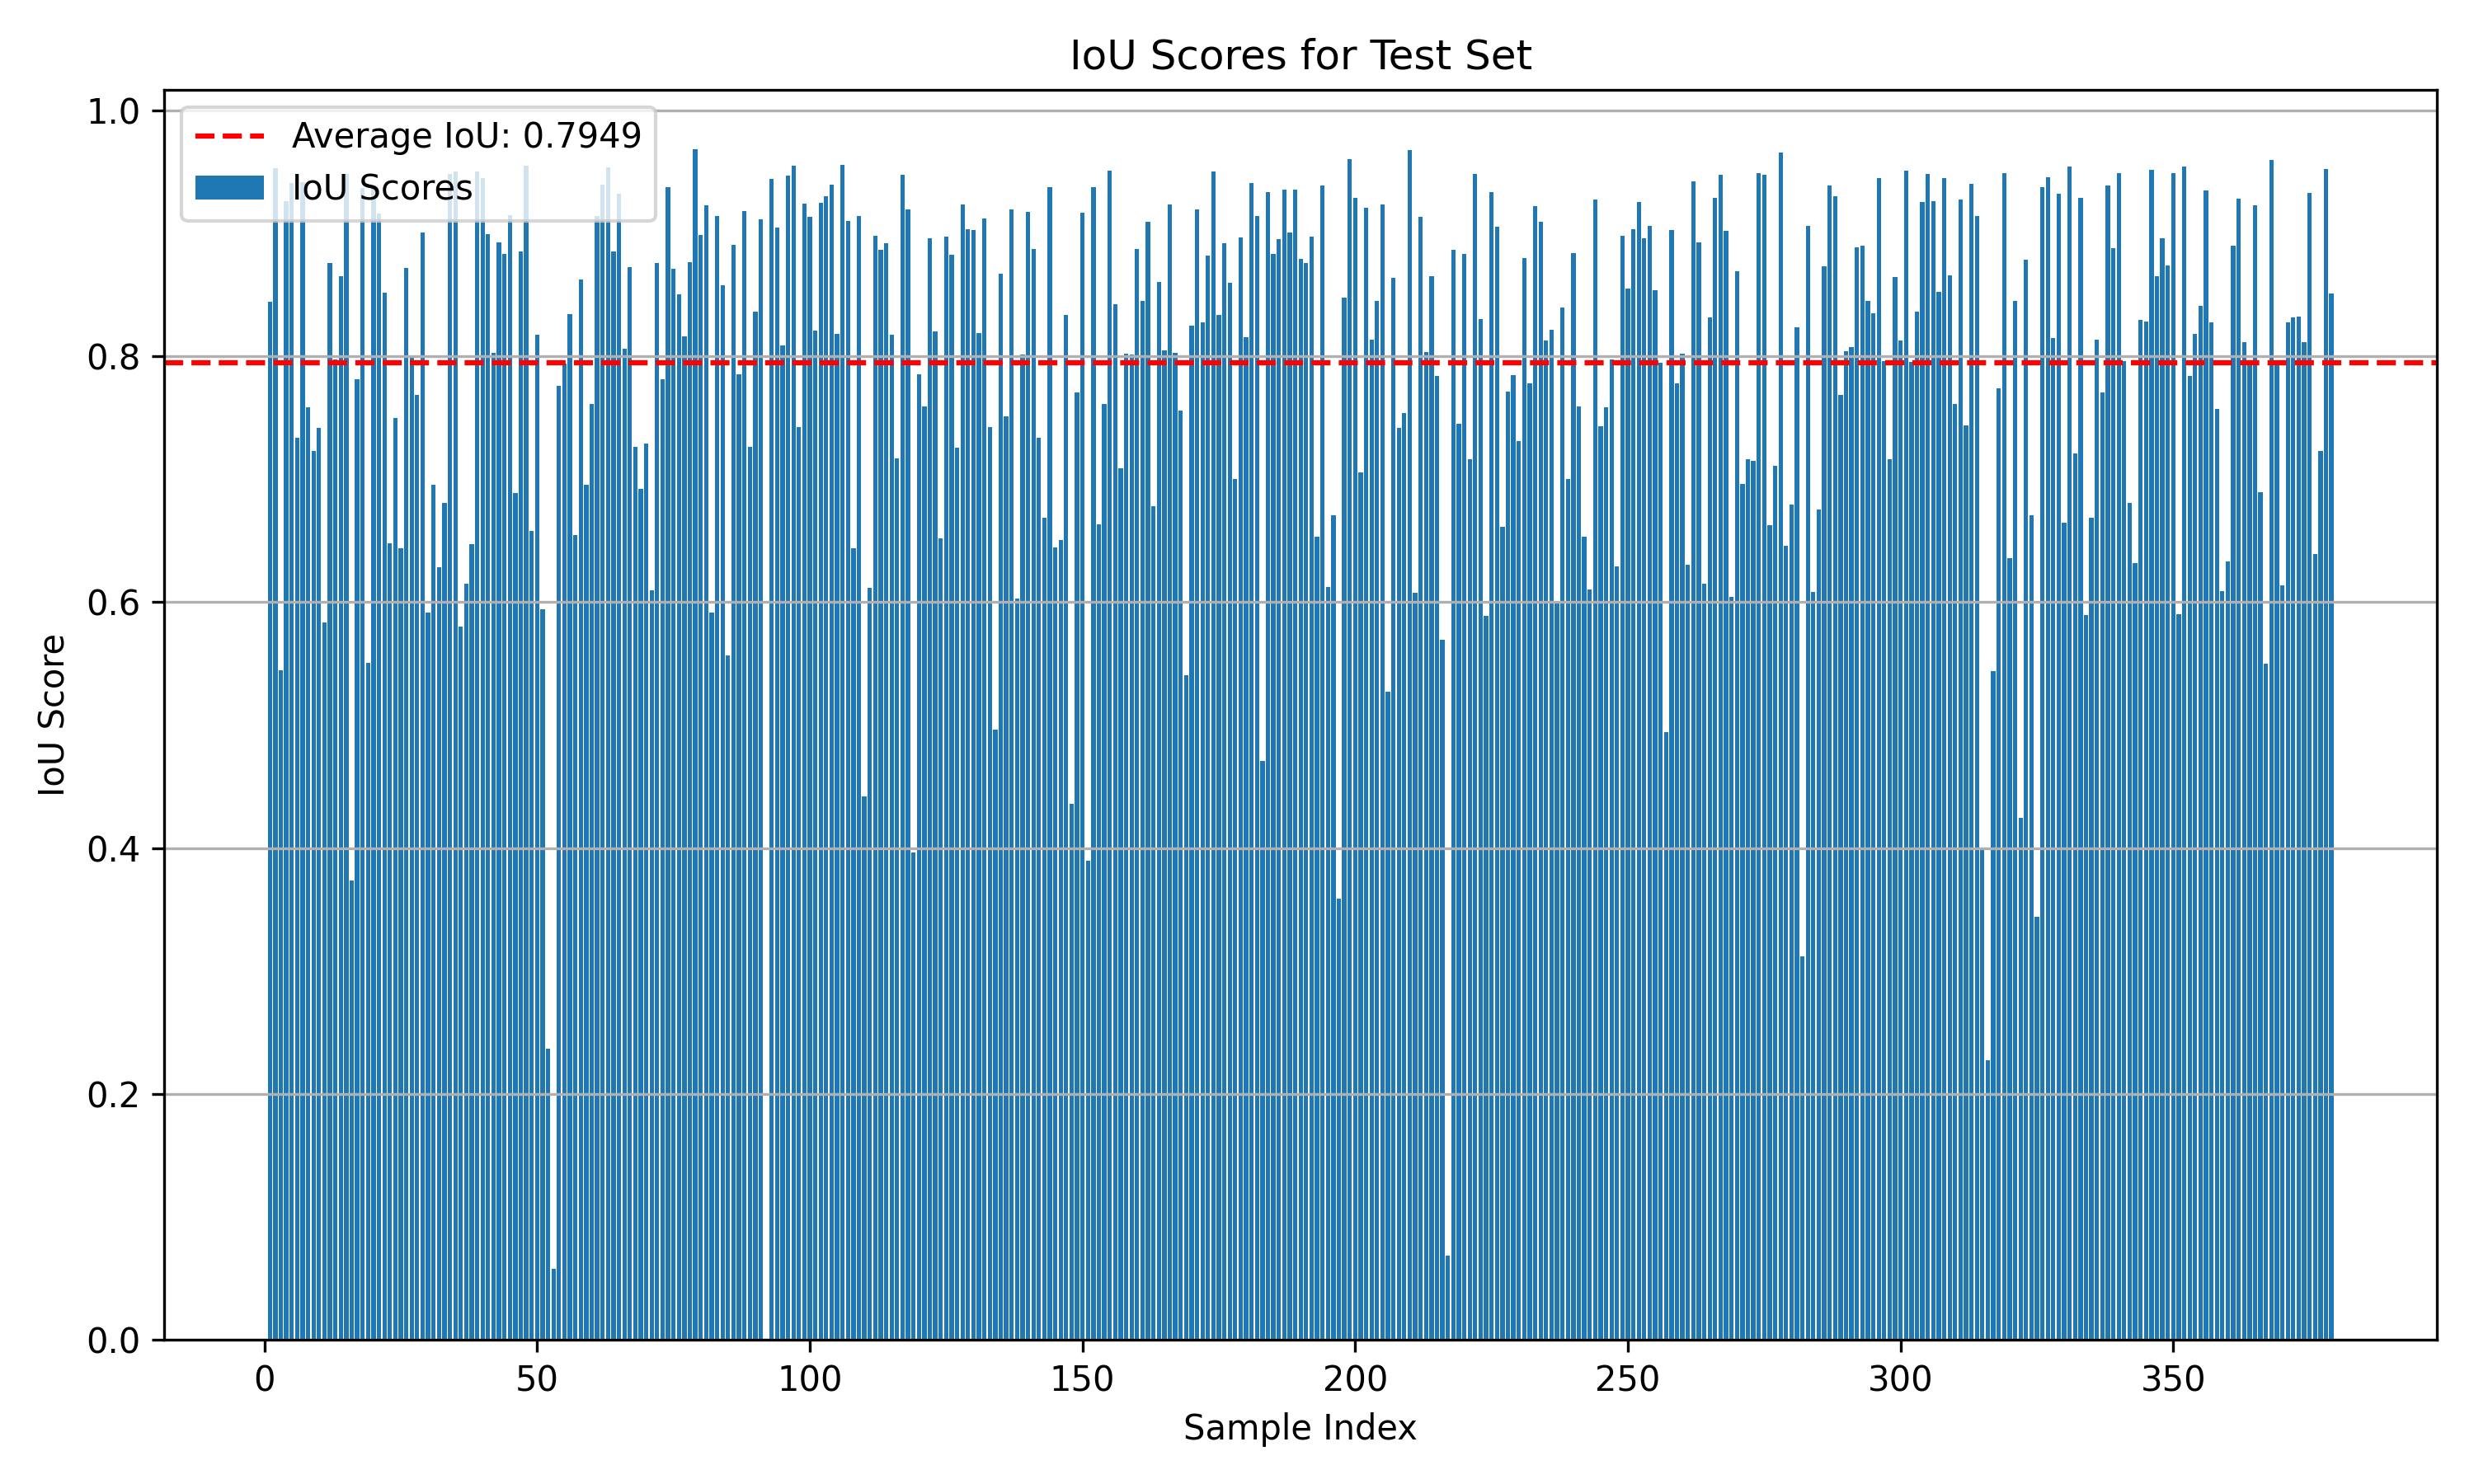 IoU Scores for Test Set
Average IoU: 0.7949
IoU Scores
1.0
0.8
0.6
0.4
0.2
0.0
IoU Score
0 50 100 150 200 250 300 350
Sample Index